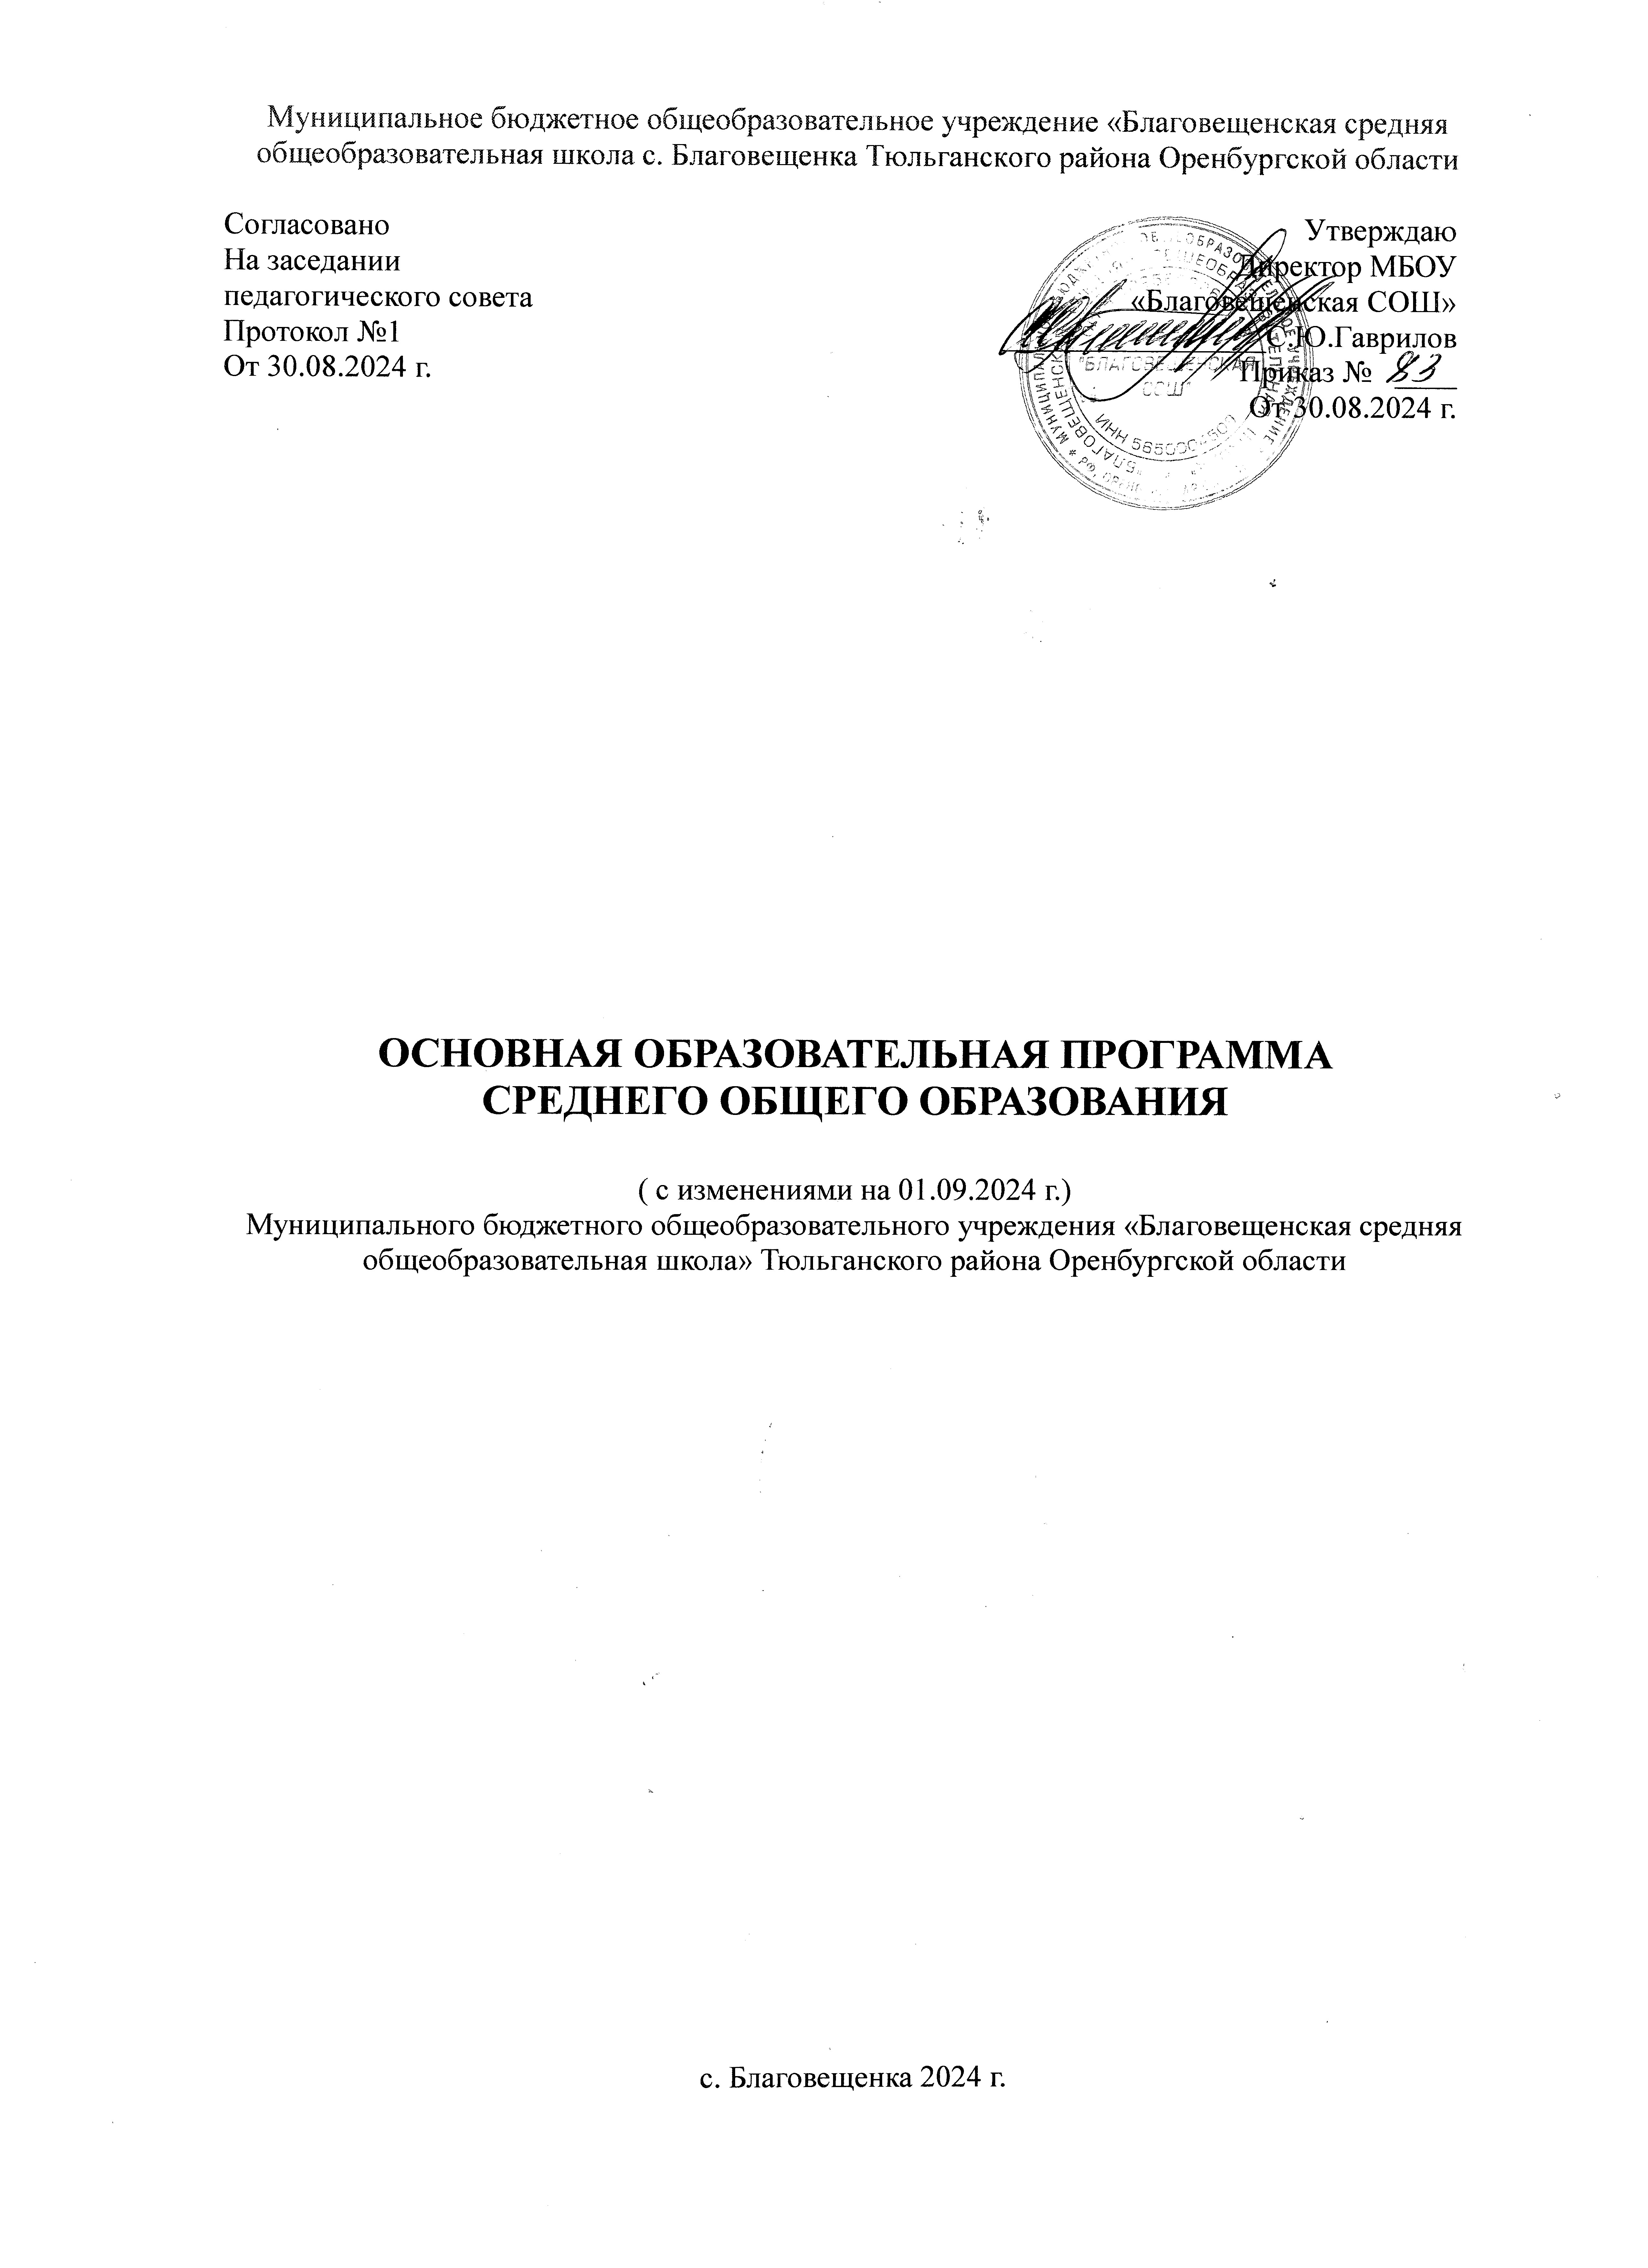 Муниципальное бюджетное общеобразовательное учреждение «Благовещенская средняя
общеобразовательная школа с. Благовещенка Тюльганского района Оренбургской области
Согласовано
На заседании
педагогического совета
Протокол №1
От 30.08.2024 г.
Утверждаю
Директор МБОУ
«Благовещенская СОШ»
С.Ю.Гаврилов
Приказ № 83
От 30.08.2024 г.
"БЛАГОВЕЩЕНСКАЯ
СОШ"
ОСНОВНАЯ ОБРАЗОВАТЕЛЬНАЯ ПРОГРАММА
СРЕДНЕГО ОБЩЕГО ОБРАЗОВАНИЯ
( с изменениями на 01.09.2024 г.)
Муниципального бюджетного общеобразовательного учреждения «Благовещенская средняя
общеобразовательная школа» Тюльганского района Оренбургской области
с. Благовещенка 2024 г.